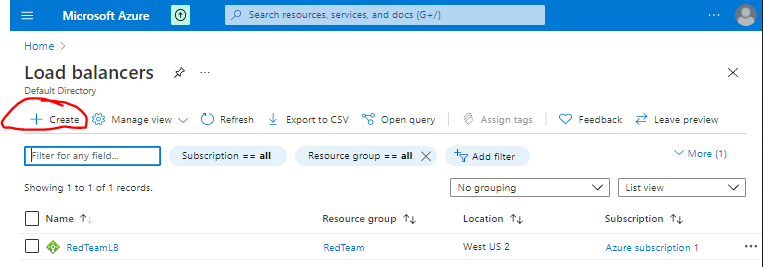 Microsoft Azure
Search resources, services, and docs (G+/)
Home
Load balancers
Default Directory
Create Manage view Refresh Export to CSV Open query Assign tags Feedback Leave preview
Filter for any field... Subscription == all Resource group == all Add filter More (1)
Showing 1 to 1 of 1 records. No grouping List view
Name Resource group Location Subscription
RedTeamLB RedTeam West US 2 Azure subscription 1